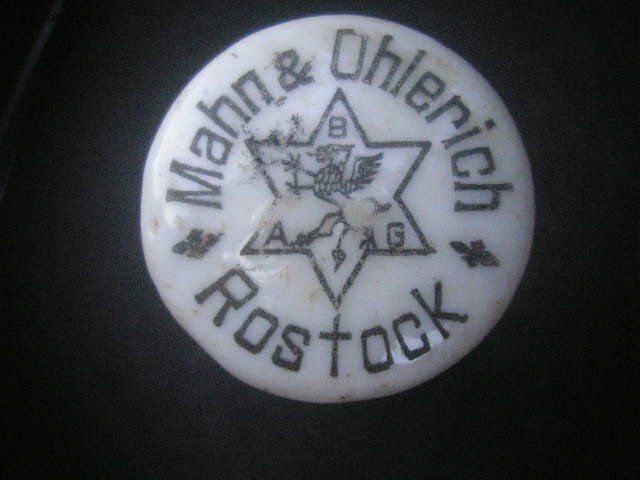 Mahn & Ohlerich
B
A G
Rostock